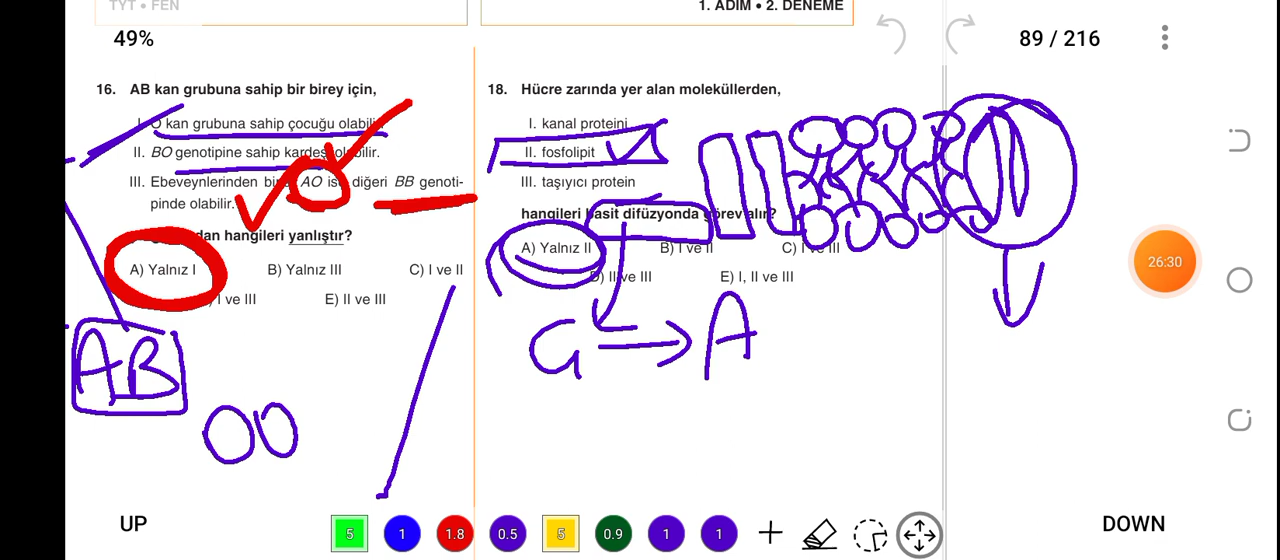 TYT • FEN
1. ADIM • 2. DENEME
49%
89 / 216
16. AB kan grubuna sahip bir birey için,
I. O kan grubuna sahip çocuğu olabilir.
II. BO genotipine sahip kardeşi olabilir.
III. Ebeveynlerinden biri AO ise diğeri BB genoti-
pinde olabilir.
hangileri yanlıştır?
A) Yalnız I
B) Yalnız III
C) I ve II
I ve III
E) II ve III
AB
OO
18. Hücre zarında yer alan moleküllerden,
I. kanal proteini
II. fosfolipit
III. taşıyıcı protein
hangileri basit difüzyonda görev alır?
A) Yalnız II
B) I ve II
C) I ve III
D) II ve III
E) I, II ve III
G → A
26:30
UP
5
1
1.8
0.5
5
0.9
1
1
DOWN